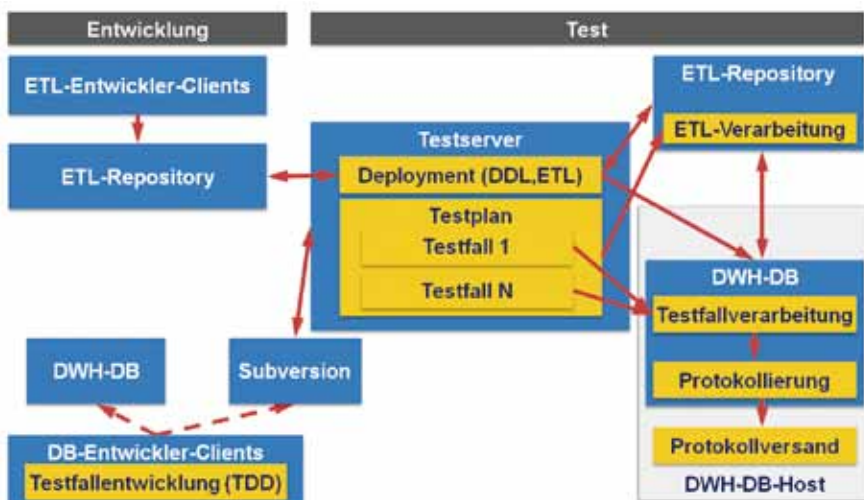 Entwicklung
Test
ETL-Entwickler-Clients
ETL-Repository
DWH-DB
Subversion
DB-Entwickler-Clients
Testfallentwicklung (TDD)
Testserver
Deployment (DDL,ETL)
Testplan
Testfall 1
Testfall N
ETL-Repository
ETL-Verarbeitung
DWH-DB
Testfallverarbeitung
Protokollierung
Protokollversand
DWH-DB-Host